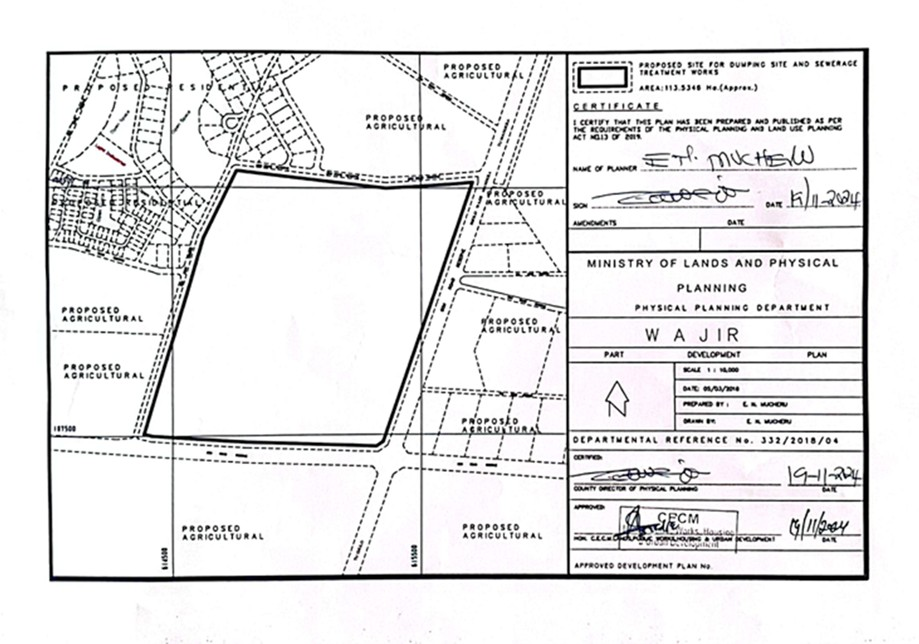 PROPOSED
AGRICULTURAL
PROPOSED RESIDENTIAL
PROPOSED
AGRICULTURAL
PROPOSED
AGRICULTURAL
PROPOSED
AGRICULTURAL
PROPOSED
AGRICULTURAL
PROPOSED
AGRICULTURAL
PROPOSED
AGRICULTURAL
PROPOSED
AGRICULTURAL
PROPOSED
AGRICULTURAL
614500
615500
PROPOSED SITE FOR DUMPING SITE AND SEWERAGE
TREATMENT WORKS
AREA:113.5348 Ha.(Approx.)
CERTIFICATE
I CERTIFY THAT THIS PLAN HAS BEEN PREPARED AND PUBLISHED AS PER
THE REQUIREMENTS OF THE PHYSICAL PLANNING AND LAND USE PLANNING
ACT NO.13 OF 2019.
NAME OF PLANNER
SIGN DATE 19/11-2024
AMENDMENTS DATE
MINISTRY OF LANDS AND PHYSICAL
PLANNING
PHYSICAL PLANNING DEPARTMENT
WAJIR
PART DEVELOPMENT PLAN
SCALE 1 : 10,000
DATE: 05/03/2018
PREPARED BY : E. N. MUCHERU
DRAWN BY: E. N. MUCHERU
DEPARTMENTAL REFERENCE No. 332/2018/04
CERTIFIED:
19-11-2024
COUNTY DIRECTOR OF PHYSICAL PLANNING DATE
APPROVED:
CECM
19/11/2024
DATE
APPROVED DEVELOPMENT PLAN No.